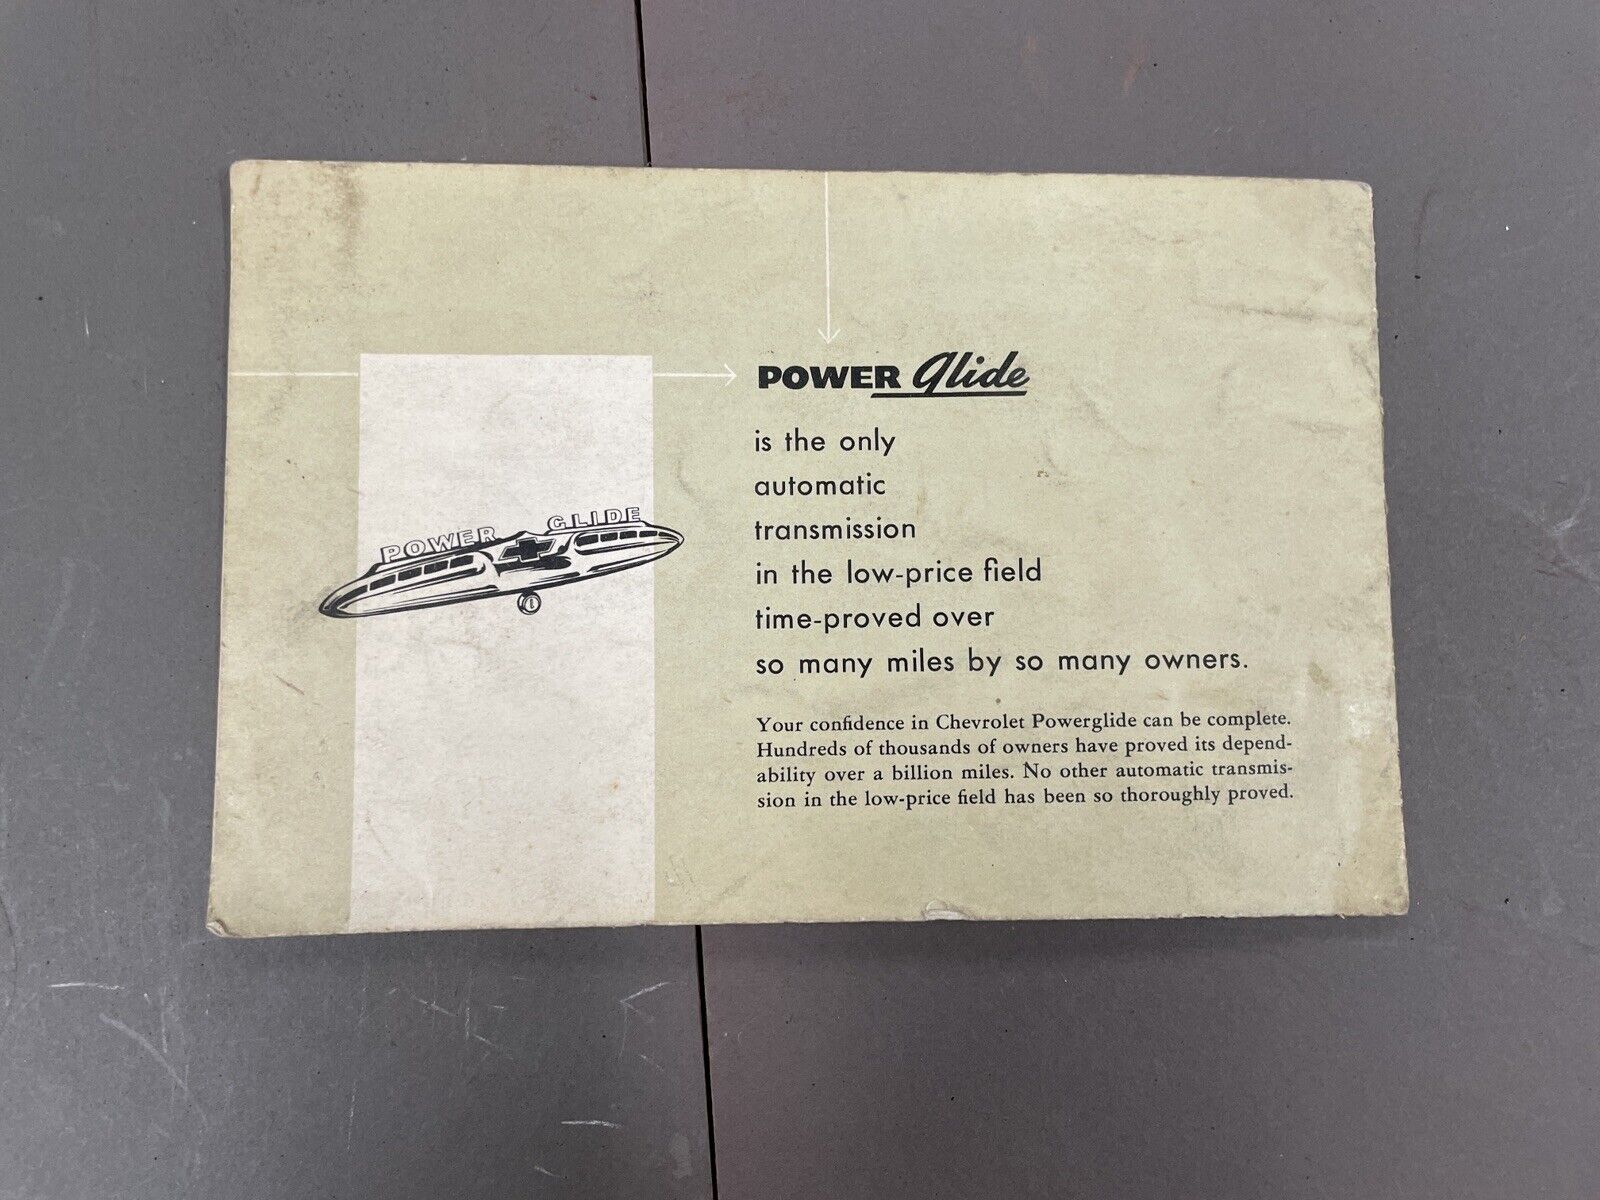 POWER Glide
is the only
automatic
transmission
in the low-price field
time-proved over
so many miles by so many owners.
POWER GLIDE
Your confidence in Chevrolet Powerglide can be complete.
Hundreds of thousands of owners have proved its depend-
ability over a billion miles. No other automatic transmis-
sion in the low-price field has been so thoroughly proved.